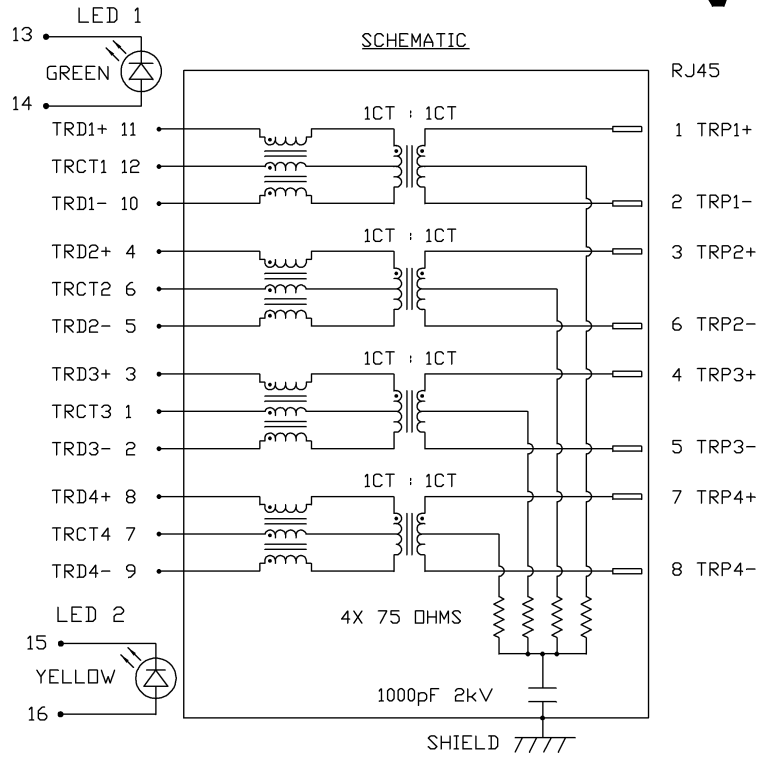 LED 1
13
GREEN
14
SCHEMATIC
RJ45
1CT : 1CT
TRD1+ 11
TRCT1 12
TRD1- 10
1 TRP1+
2 TRP1-
1CT : 1CT
TRD2+ 4
TRCT2 6
TRD2- 5
3 TRP2+
6 TRP2-
1CT : 1CT
TRD3+ 3
TRCT3 1
TRD3- 2
4 TRP3+
5 TRP3-
1CT : 1CT
TRD4+ 8
TRCT4 7
TRD4- 9
7 TRP4+
8 TRP4-
LED 2
15
YELLOW
16
4X 75 OHMS
1000pF 2kV
SHIELD